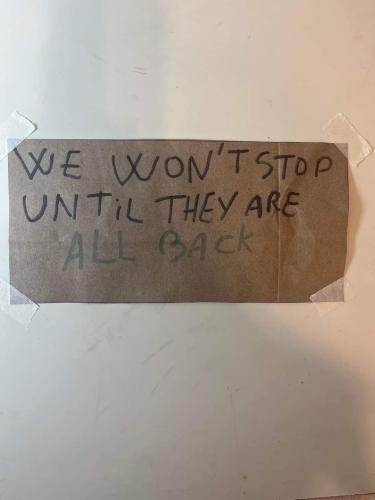 WE WON'T STOP
UNTiL THEY ARE
ALL BACK